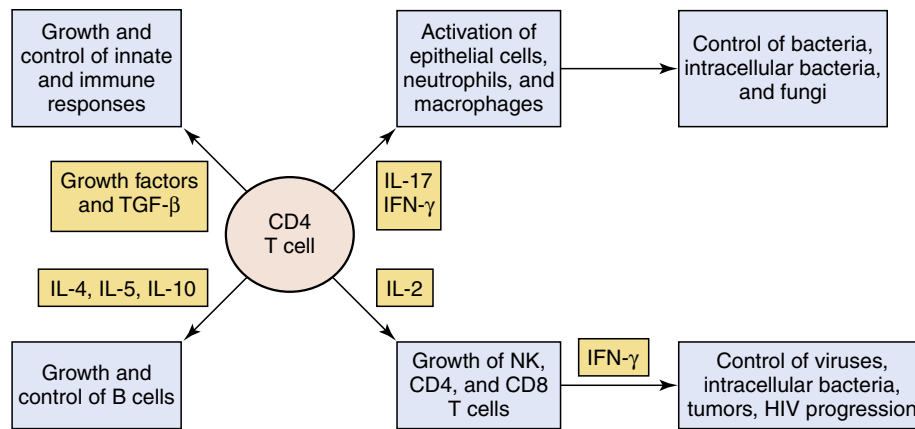 Growth and
control of innate
and immune
responses
Activation of
epithelial cells,
neutrophils, and
macrophages
Control of bacteria,
intracellular bacteria,
and fungi
Growth factors
and TGF-β
IL-17
IFN-γ
CD4
T cell
IL-4, IL-5, IL-10
IL-2
Growth and
control of B cells
Growth of NK,
CD4, and CD8
T cells
IFN-γ
Control of viruses,
intracellular bacteria,
tumors, HIV progression